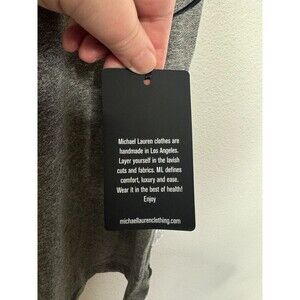 Michael Lauren clothes are
handmade in Los Angeles.
Layer yourself in the lavish
cuts and fabrics. ML defines
comfort, luxury and ease.
Wear it in the best of health!
Enjoy
michaellaurenclothing.com